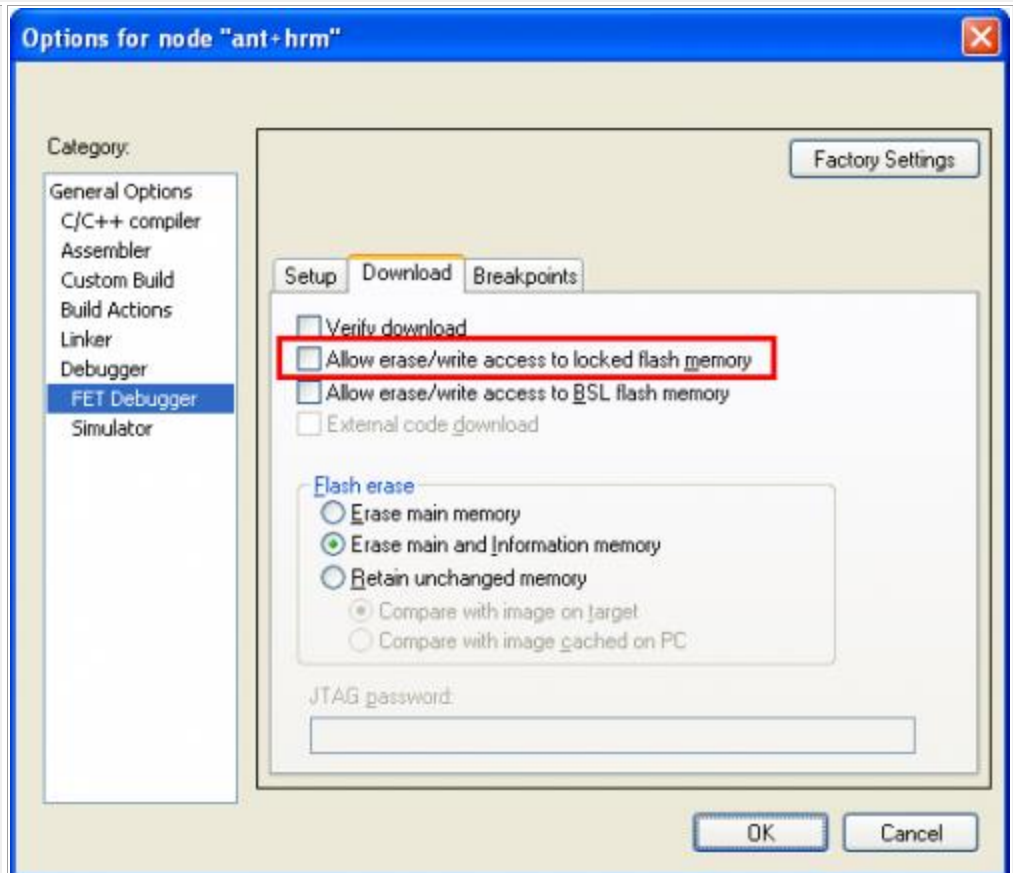 Options for node "ant+hrm"
Category:
Factory Settings
General Options
C/C++ compiler
Assembler
Custom Build
Build Actions
Linker
Debugger
FET Debugger
Simulator
Setup Download Breakpoints
Verify download
Allow erase/write access to locked flash memory
Allow erase/write access to BSL flash memory
External code download
Flash erase
Erase main memory
Erase main and Information memory
Retain unchanged memory
Compare with image on target
Compare with image cached on PC
JTAG password:
OK Cancel